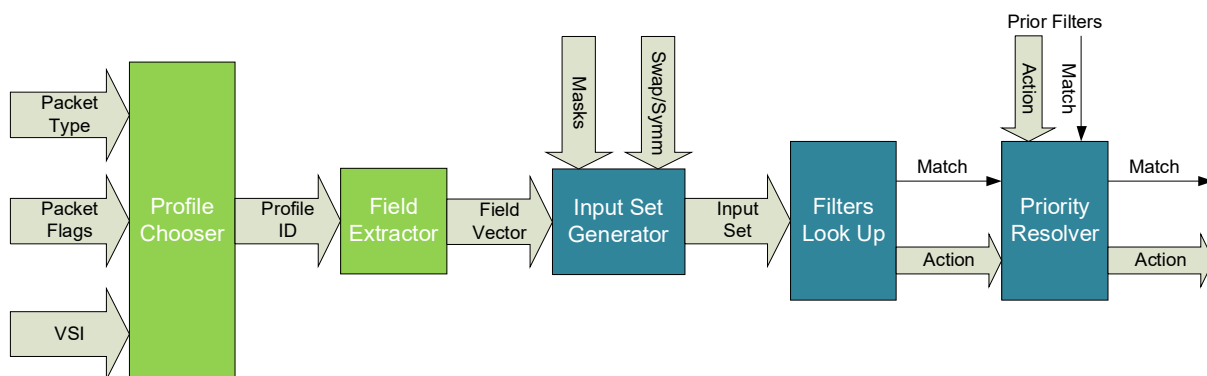 Prior Filters
Packet
Type
Packet
Flags
VSI
Profile
Chooser
Profile
ID
Field
Extractor
Field
Vector
Masks
Swap/Symm
Input Set
Generator
Input
Set
Filters
Look Up
Match
Action
Action
Match
Priority
Resolver
Match
Action